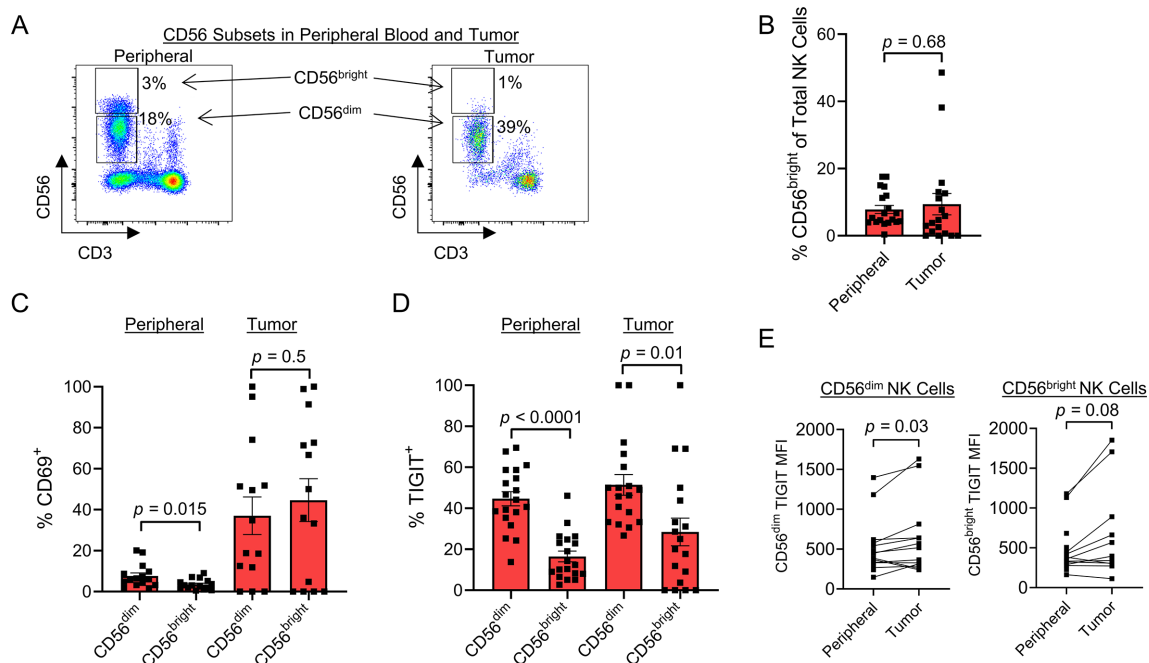 A
CD56 Subsets in Peripheral Blood and Tumor
Peripheral
Tumor
3%
CD56bright
1%
18%
CD56dim
39%
CD56
CD3
CD56
CD3
B
% CD56bright of Total NK Cells
p = 0.68
60
40
20
0
Peripheral
Tumor
C
Peripheral
Tumor
% CD69+
p = 0.5
p = 0.015
100
80
60
40
20
0
CD56dim
CD56bright
CD56dim
CD56bright
D
Peripheral
Tumor
% TIGIT+
p = 0.01
p < 0.0001
100
80
60
40
20
0
CD56dim
CD56bright
CD56dim
CD56bright
E
CD56dim NK Cells
p = 0.03
CD56dim TIGIT MFI
2000
1500
1000
500
0
Peripheral
Tumor
CD56bright NK Cells
p = 0.08
CD56bright TIGIT MFI
2000
1500
1000
500
0
Peripheral
Tumor